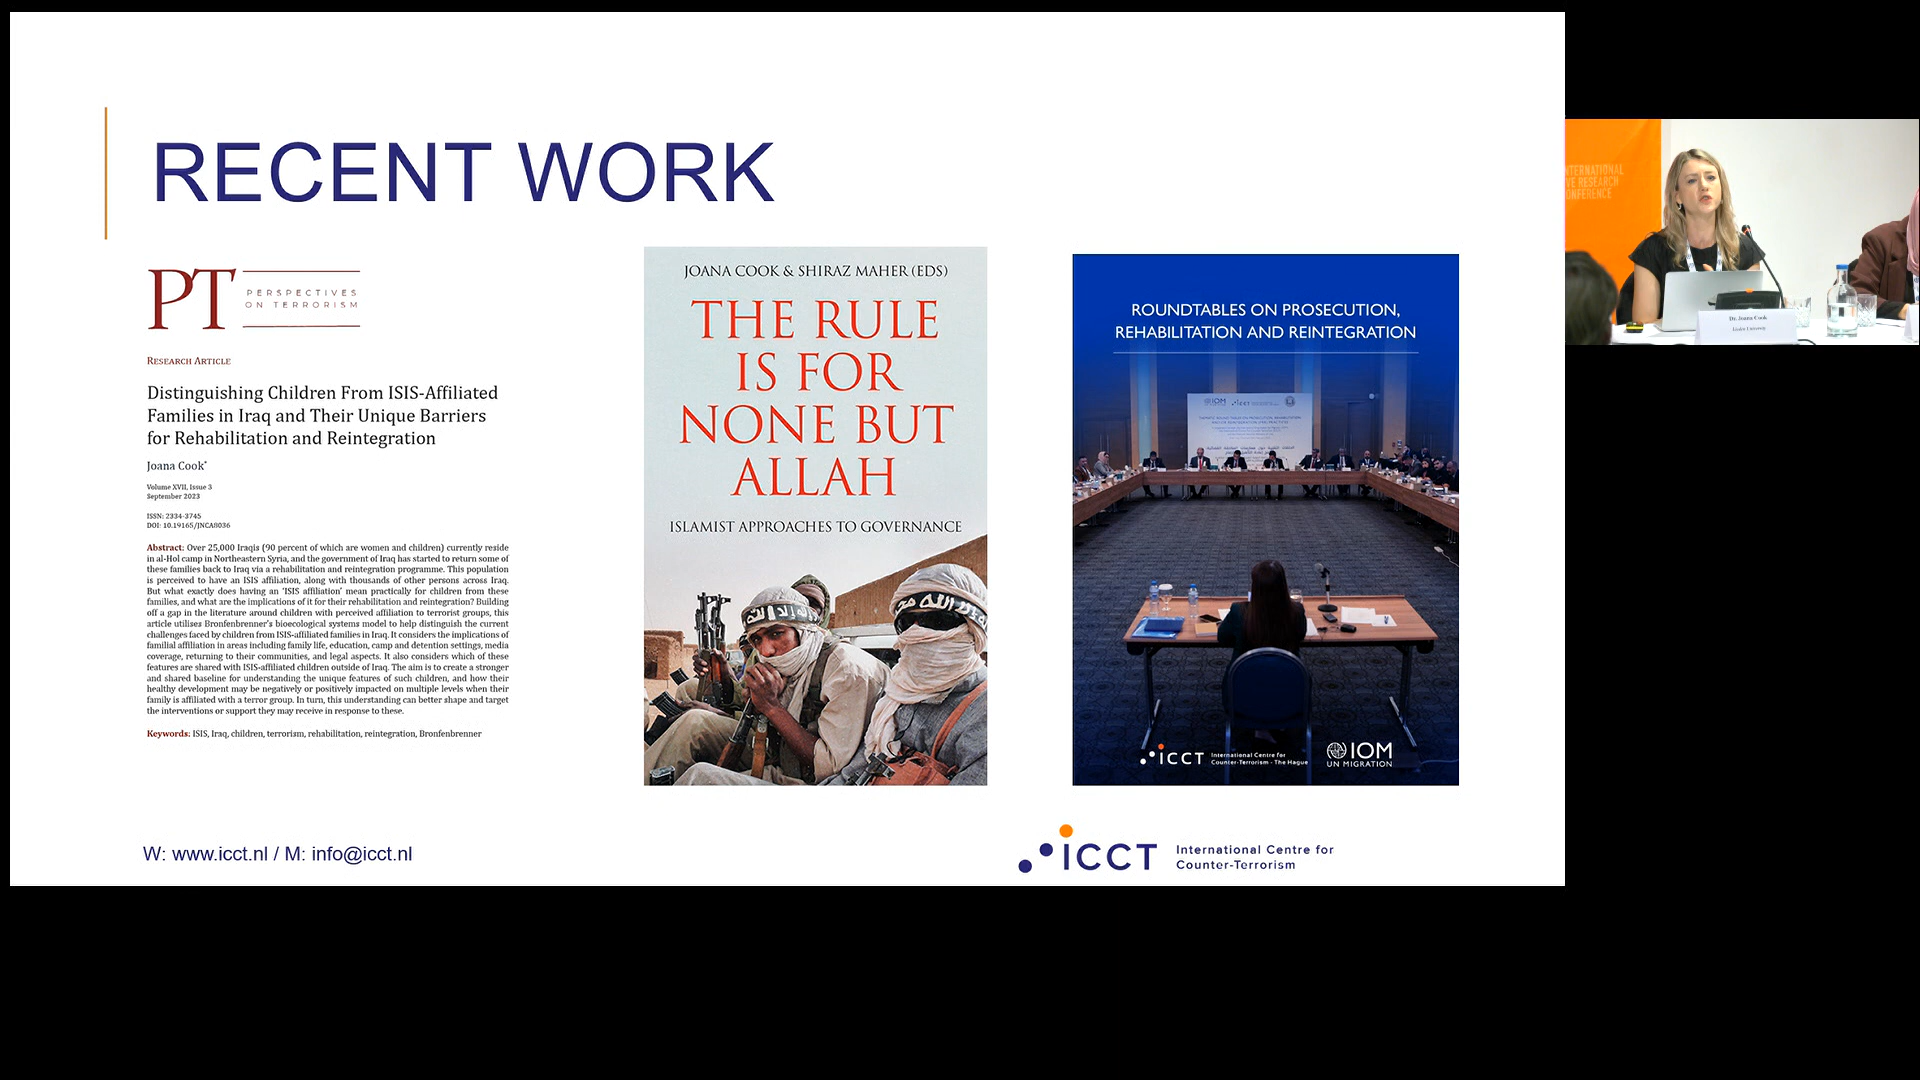 RECENT WORK
PT
PERSPECTIVES
ON TERRORISM
RESEARCH ARTICLE
Distinguishing Children From ISIS-Affiliated
Families in Iraq and Their Unique Barriers
for Rehabilitation and Reintegration
Joana Cook*
Volume XVII, Issue 3
September 2023
ISSN: 2334-3745
DOI: 10.19165/JNCA8036
Abstract: Over 25,000 Iraqis (90 percent of which are women and children) currently reside
in al-Hol camp in Northeastern Syria, and the government of Iraq has started to return some of
these families back to Iraq via a rehabilitation and reintegration programme. This population
is perceived to have an ISIS affiliation, along with thousands of other persons across Iraq.
But what exactly does having an 'ISIS affiliation' mean practically for children from these
families, and what are the implications of it for their rehabilitation and reintegration? Building
off a gap in the literature around children with perceived affiliation to terrorist groups, this
article utilises Bronfenbrenner's bioecological systems model to help distinguish the current
challenges faced by children from ISIS-affiliated families in Iraq. It considers the implications of
familial affiliation in areas including family life, education, camp and detention settings, media
coverage, returning to their communities, and legal aspects. It also considers which of these
features are shared with ISIS-affiliated children outside of Iraq. The aim is to create a stronger
and shared baseline for understanding the unique features of such children, and how their
healthy development may be negatively or positively impacted on multiple levels when their
family is affiliated with a terror group. In turn, this understanding can better shape and target
the interventions or support they may receive in response to these.
Keywords: ISIS, Iraq, children, terrorism, rehabilitation, reintegration, Bronfenbrenner
JOANA COOK & SHIRAZ MAHER (EDS)
THE RULE
IS FOR
NONE BUT
ALLAH
ISLAMIST APPROACHES TO GOVERNANCE
ROUNDTABLES ON PROSECUTION,
REHABILITATION AND REINTEGRATION
IOM ICCT
ICCT International Centre for
Counter-Terrorism - The Hague
IOM
UN MIGRATION
W: www.icct.nl / M: info@icct.nl
ICCT International Centre for
Counter-Terrorism
NTERNATIONAL
VE RESEARCH
ONFERENCE
Dr. Joana Cook
Leiden University